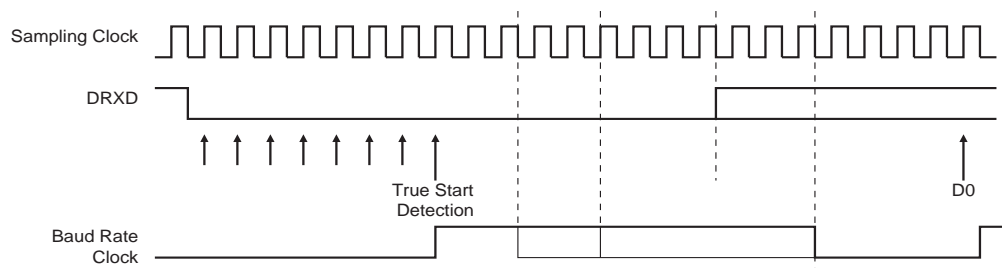 Sampling Clock
DRXD
True Start
Detection
D0
Baud Rate
Clock